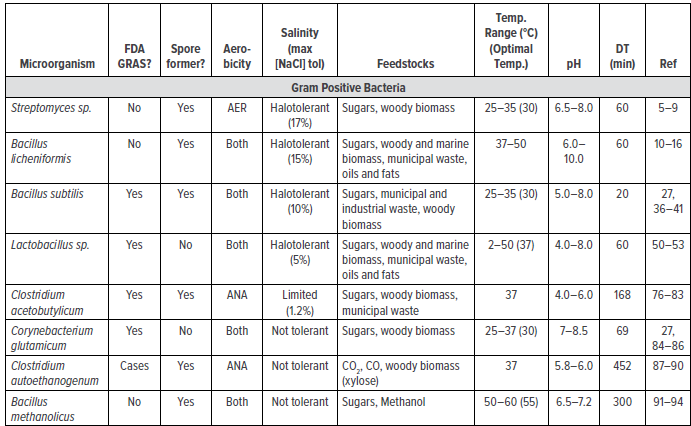 Microorganism FDA GRAS? Spore former? Aero- bicity Salinity (max [NaCl] tol) Feedstocks Temp. Range (°C) (Optimal Temp.) pH DT (min) Ref
Gram Positive Bacteria
Streptomyces sp. No Yes AER Halotolerant Sugars, woody biomass 25–35 (30) 6.5–8.0 60 5–9
(17%)
Bacillus No Yes Both Halotolerant Sugars, woody and marine 37–50 6.0– 60 10–16
licheniformis (15%) biomass, municipal waste, 10.0
oils and fats
Bacillus subtilis Yes Yes Both Halotolerant Sugars, municipal and 25–35 (30) 5.0–8.0 20 27,
(10%) industrial waste, woody 36–41
biomass
Lactobacillus sp. Yes No Both Halotolerant Sugars, woody and marine 2–50 (37) 4.0–8.0 60 50–53
(5%) biomass, municipal waste,
oils and fats
Clostridium Yes Yes ANA Limited Sugars, woody biomass, 37 4.0–6.0 168 76–83
acetobutylicum (1.2%) municipal waste
Corynebacterium Yes No Both Not tolerant Sugars, woody biomass 25–37 (30) 7–8.5 69 27,
glutamicum 84–86
Clostridium Cases Yes ANA Not tolerant CO₂, CO, woody biomass 37 5.8–6.0 452 87–90
autoethanogenum (xylose)
Bacillus No Yes Both Not tolerant Sugars, Methanol 50–60 (55) 6.5–7.2 300 91–94
methanolicus